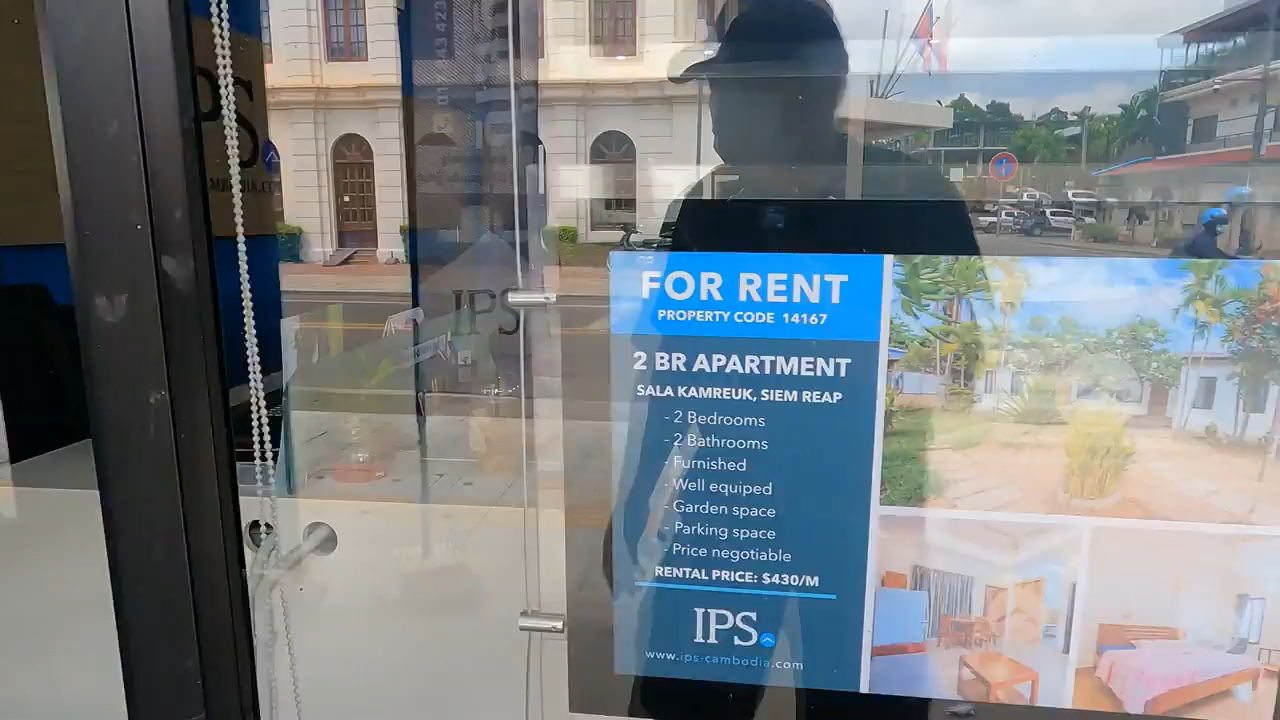 FOR RENT
PROPERTY CODE 14167
2 BR APARTMENT
SALA KAMREUK, SIEM REAP
- 2 Bedrooms
- 2 Bathrooms
- Furnished
- Well equiped
- Garden space
- Parking space
- Price negotiable
RENTAL PRICE: $430/M
IPS
www.ips-cambodia.com
IPS